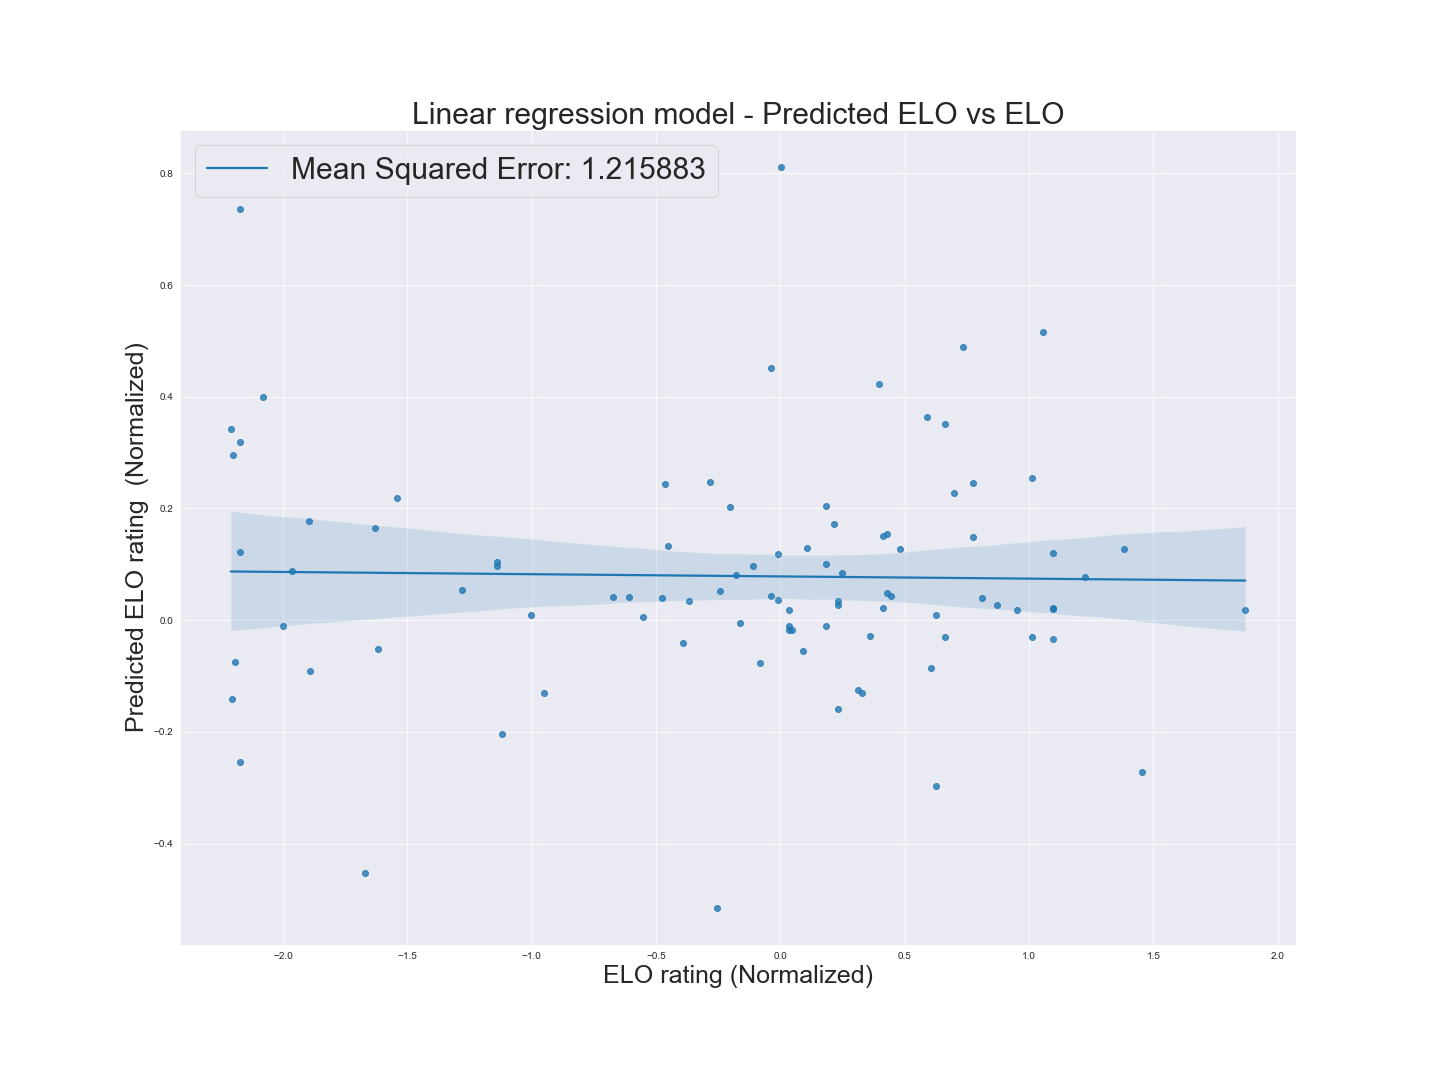 Linear regression model - Predicted ELO vs ELO
Mean Squared Error: 1.215883
Predicted ELO rating  (Normalized)
0.8
0.6
0.4
0.2
0.0
−0.2
−0.4
−2.0 −1.5 −1.0 −0.5 0.0 0.5 1.0 1.5 2.0
ELO rating (Normalized)